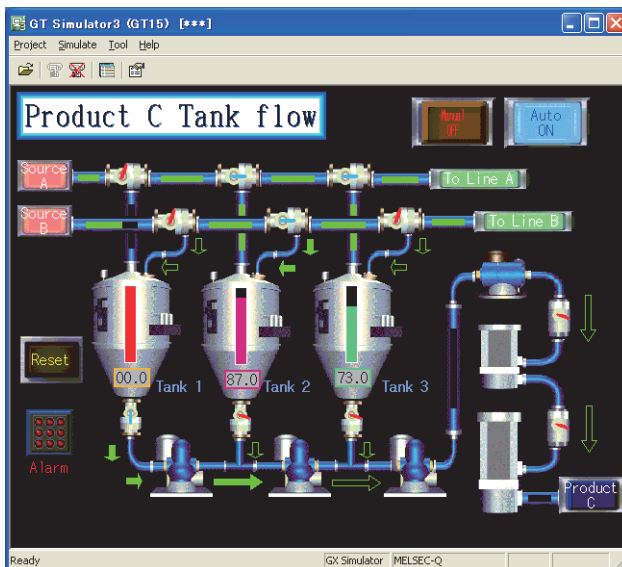 GT Simulator3 (GT15) [***]
Project Simulate Tool Help
Product C Tank flow
Manual
OFF
Auto
ON
Source
A
To Line A
Source
B
To Line B
Reset
00.0
Tank 1
87.0
Tank 2
73.0
Tank 3
Alarm
Product
C
Ready
GX Simulator
MELSEC-Q